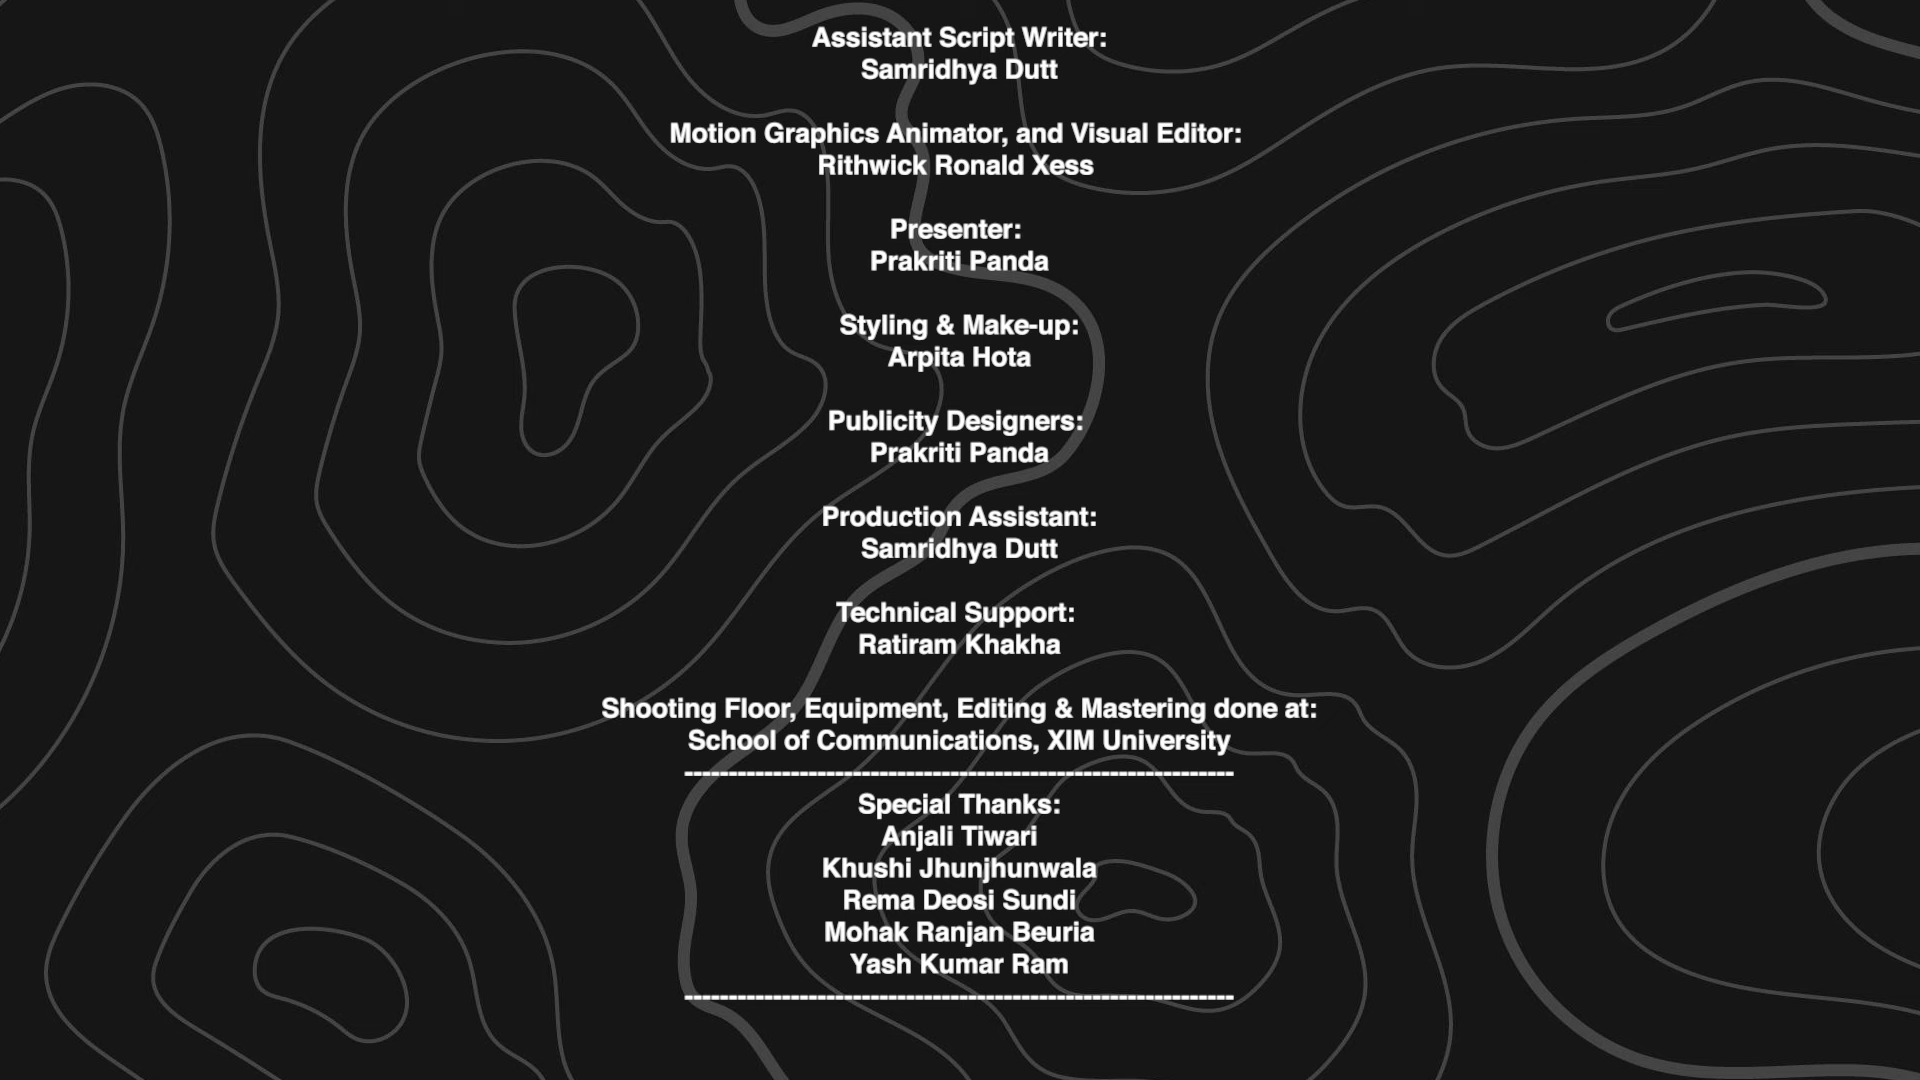 Assistant Script Writer:
Samridhya Dutt
Motion Graphics Animator, and Visual Editor:
Rithwick Ronald Xess
Presenter:
Prakriti Panda
Styling & Make-up:
Arpita Hota
Publicity Designers:
Prakriti Panda
Production Assistant:
Samridhya Dutt
Technical Support:
Ratiram Khakha
Shooting Floor, Equipment, Editing & Mastering done at:
School of Communications, XIM University
--------------------------------------------------------------
Special Thanks:
Anjali Tiwari
Khushi Jhunjhunwala
Rema Deosi Sundi
Mohak Ranjan Beuria
Yash Kumar Ram
--------------------------------------------------------------